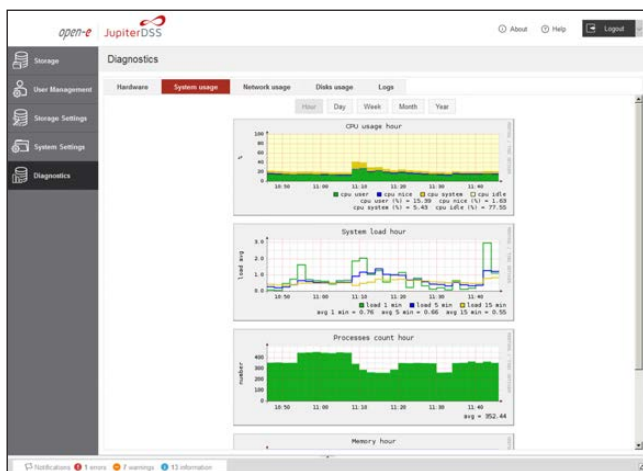 open-e JupiterDSS
About Help Logout
Storage
User Management
Storage Settings
System Settings
Diagnostics
Diagnostics
Hardware System usage Network usage Disks usage Logs
Hour Day Week Month Year
CPU usage hour
%
100
80
60
40
20
0
10:50 11:00 11:10 11:20 11:30 11:40
cpu user cpu nice cpu system cpu idle
cpu user (%) = 15.39 cpu nice (%) = 1.63
cpu system (%) = 5.43 cpu idle (%) = 77.55
System load hour
load avg
3.0
2.0
1.0
0.0
10:50 11:00 11:10 11:20 11:30 11:40
load 1 min load 5 min load 15 min
avg 1 min = 0.76 avg 5 min = 0.66 avg 15 min = 0.55
Processes count hour
number
400
300
200
100
0
10:50 11:00 11:10 11:20 11:30 11:40
avg = 352.44
Memory hour
Notifications 1 errors 7 warnings 13 information